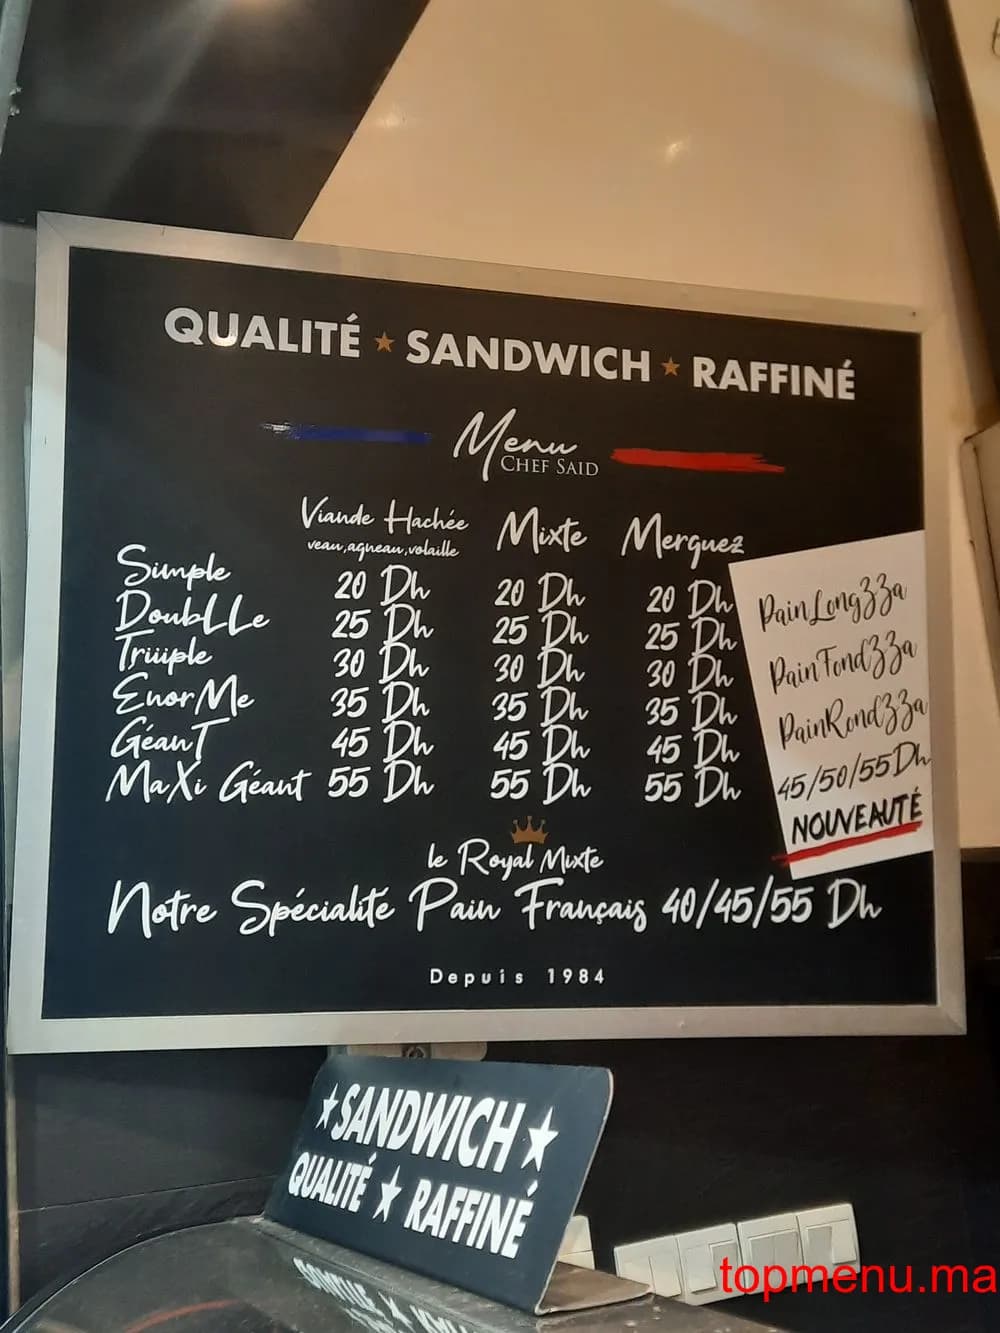 QUALITÉ ★ SANDWICH ★ RAFFINÉ
Menu
CHEF SAID
Viande Hachée Mixte Merguez
veau,agneau,volaille
Simple 20 Dh 20 Dh 20 Dh
DoubLLe 25 Dh 25 Dh 25 Dh
Triiiple 30 Dh 30 Dh 30 Dh
EnorMe 35 Dh 35 Dh 35 Dh
GéanT 45 Dh 45 Dh 45 Dh
MaXi Géant 55 Dh 55 Dh 55 Dh
PainLongZZa
PainFondZZa
PainRondZZa
45/50/55Dh
NOUVEAUTÉ
le Royal Mixte
Notre Spécialité Pain Français 40/45/55 Dh
Depuis 1984
★SANDWICH★
QUALITÉ ★ RAFFINÉ
topmenu.ma